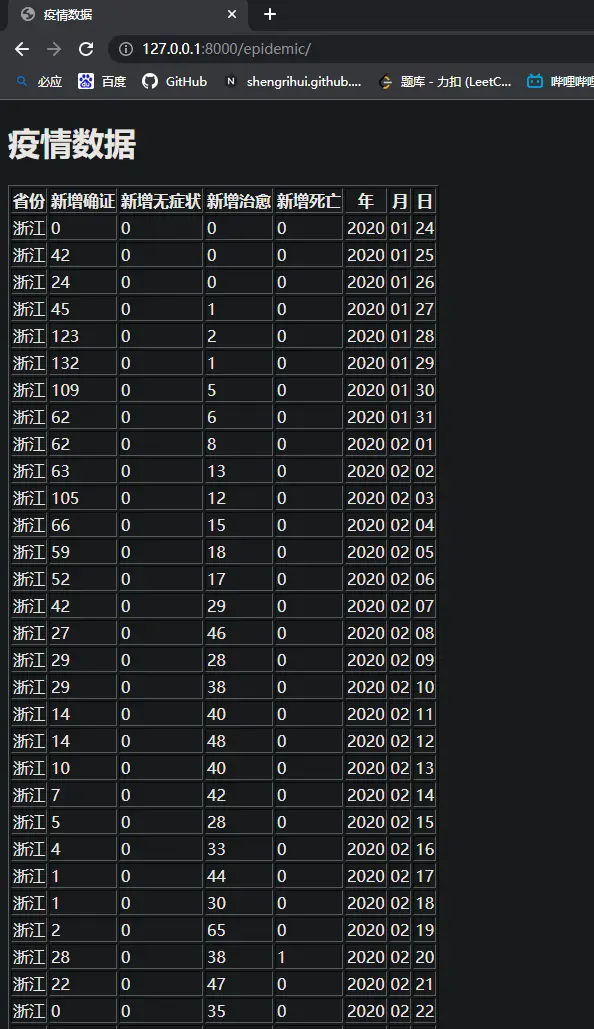 疫情数据
127.0.0.1:8000/epidemic/
必应 百度 GitHub shengrihui.github.... 题库 - 力扣 (LeetC... 哔哩哔哩
疫情数据
省份 新增确证 新增无症状 新增治愈 新增死亡 年 月 日
浙江 0 0 0 0 2020 01 24
浙江 42 0 0 0 2020 01 25
浙江 24 0 0 0 2020 01 26
浙江 45 0 1 0 2020 01 27
浙江 123 0 2 0 2020 01 28
浙江 132 0 1 0 2020 01 29
浙江 109 0 5 0 2020 01 30
浙江 62 0 6 0 2020 01 31
浙江 62 0 8 0 2020 02 01
浙江 63 0 13 0 2020 02 02
浙江 105 0 12 0 2020 02 03
浙江 66 0 15 0 2020 02 04
浙江 59 0 18 0 2020 02 05
浙江 52 0 17 0 2020 02 06
浙江 42 0 29 0 2020 02 07
浙江 27 0 46 0 2020 02 08
浙江 29 0 28 0 2020 02 09
浙江 29 0 38 0 2020 02 10
浙江 14 0 40 0 2020 02 11
浙江 14 0 48 0 2020 02 12
浙江 10 0 40 0 2020 02 13
浙江 7 0 42 0 2020 02 14
浙江 5 0 28 0 2020 02 15
浙江 4 0 33 0 2020 02 16
浙江 1 0 44 0 2020 02 17
浙江 1 0 30 0 2020 02 18
浙江 2 0 65 0 2020 02 19
浙江 28 0 38 1 2020 02 20
浙江 22 0 47 0 2020 02 21
浙江 0 0 35 0 2020 02 22